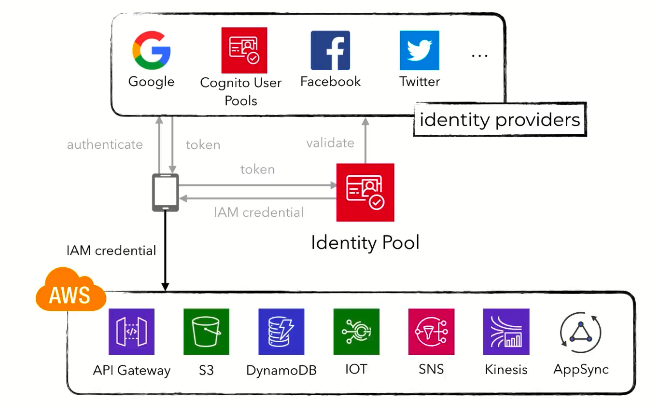 Google
Cognito User
Pools
Facebook
Twitter
...
identity providers
authenticate
token
validate
token
IAM credential
Identity Pool
IAM credential
AWS
API Gateway
S3
DynamoDB
IOT
SNS
Kinesis
AppSync